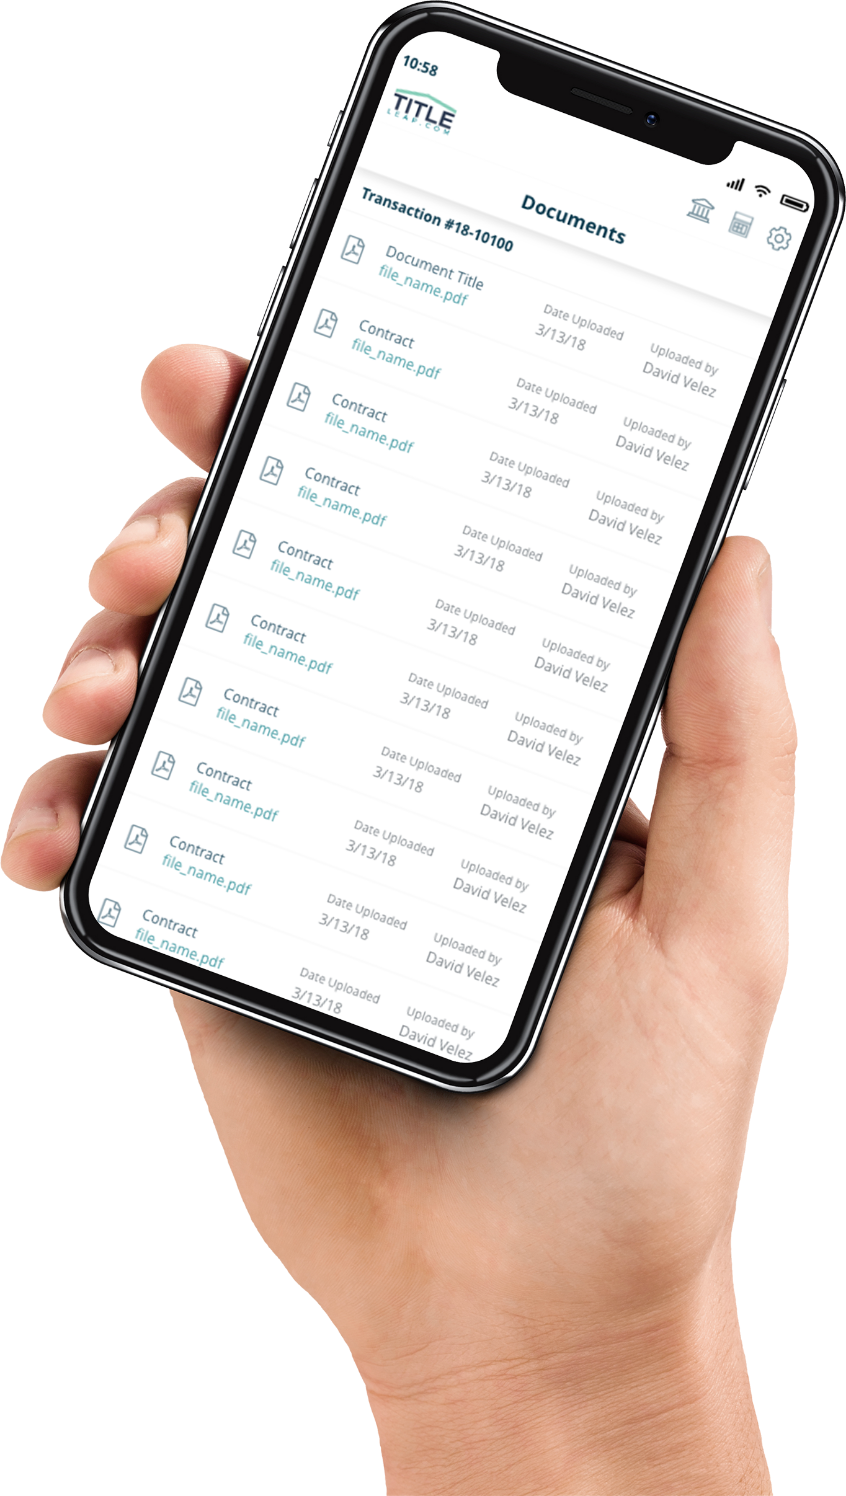 10:58
TITLE
LEAP.COM
Documents
Transaction #18-10100
Document Title
file_name.pdf
Date Uploaded
3/13/18
Uploaded by
David Velez
Contract
file_name.pdf
Date Uploaded
3/13/18
Uploaded by
David Velez
Contract
file_name.pdf
Date Uploaded
3/13/18
Uploaded by
David Velez
Contract
file_name.pdf
Date Uploaded
3/13/18
Uploaded by
David Velez
Contract
file_name.pdf
Date Uploaded
3/13/18
Uploaded by
David Velez
Contract
file_name.pdf
Date Uploaded
3/13/18
Uploaded by
David Velez
Contract
file_name.pdf
Date Uploaded
3/13/18
Uploaded by
David Velez
Contract
file_name.pdf
Date Uploaded
3/13/18
Uploaded by
David Velez
Contract
file_name.pdf
Date Uploaded
3/13/18
Uploaded by
David Velez
Contract
file_name.pdf
Date Uploaded
3/13/18
Uploaded by
David Velez